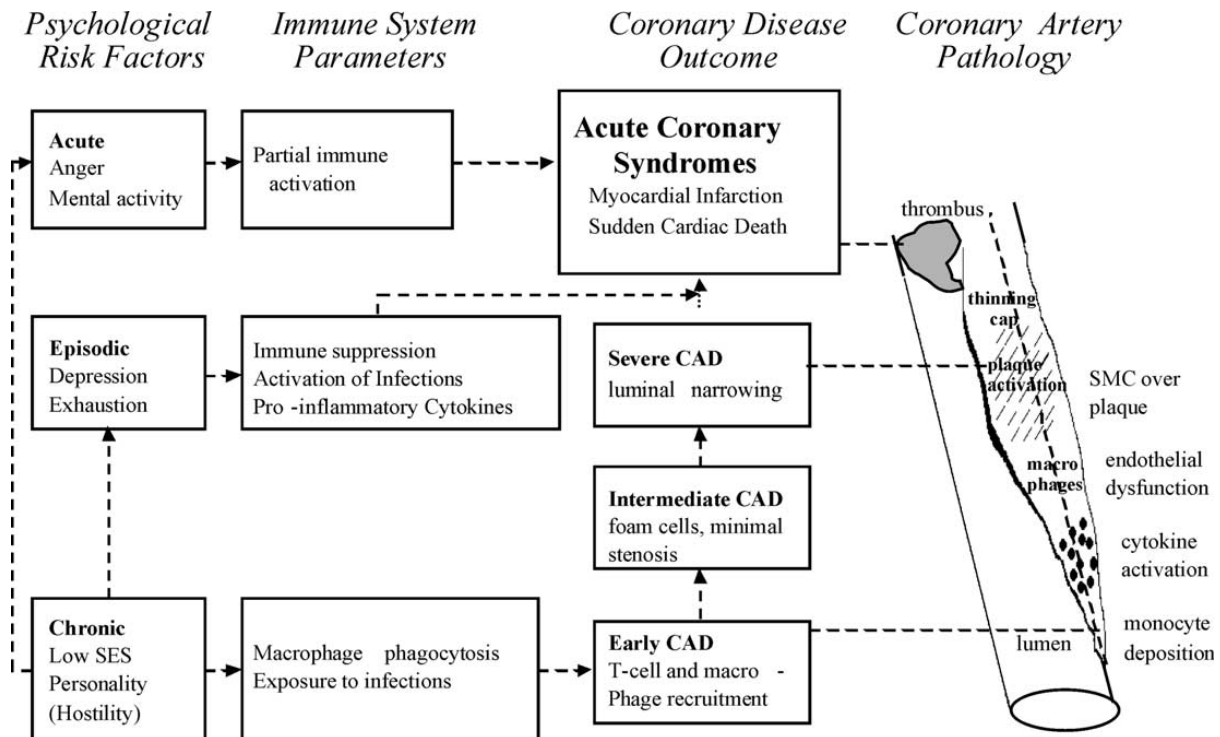 Psychological
Risk Factors
Immune System
Parameters
Coronary Disease
Outcome
Coronary Artery
Pathology
Acute
Anger
Mental activity
Partial immune
activation
Acute Coronary
Syndromes
Myocardial Infarction
Sudden Cardiac Death
thrombus
thinning
cap
plaque
activation
SMC over
plaque
macro
phages
endothelial
dysfunction
cytokine
activation
monocyte
deposition
lumen
Episodic
Depression
Exhaustion
Immune suppression
Activation of Infections
Pro -inflammatory Cytokines
Severe CAD
luminal narrowing
Intermediate CAD
foam cells, minimal
stenosis
Chronic
Low SES
Personality
(Hostility)
Macrophage phagocytosis
Exposure to infections
Early CAD
T-cell and macro -
Phage recruitment